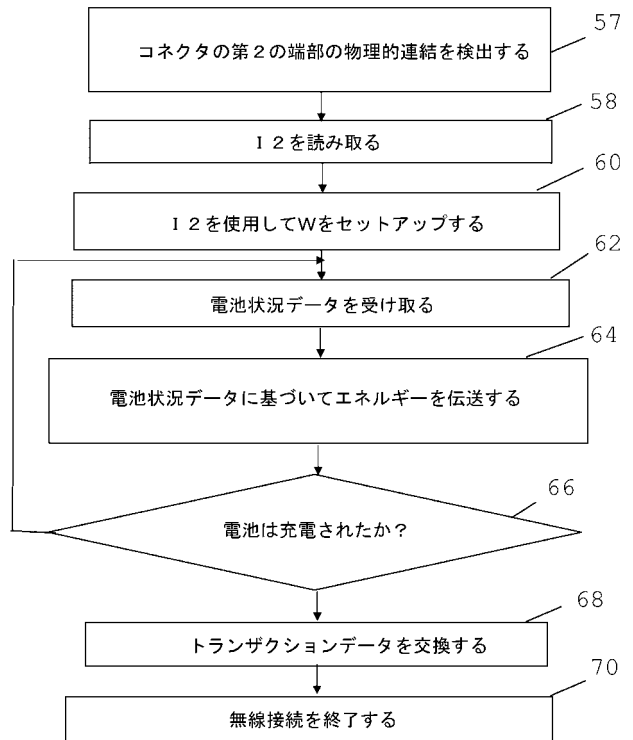 57
コネクタの第２の端部の物理的連結を検出する
58
Ｉ２を読み取る
60
Ｉ２を使用してＷをセットアップする
62
電池状況データを受け取る
64
電池状況データに基づいてエネルギーを伝送する
66
電池は充電されたか？
68
トランザクションデータを交換する
70
無線接続を終了する